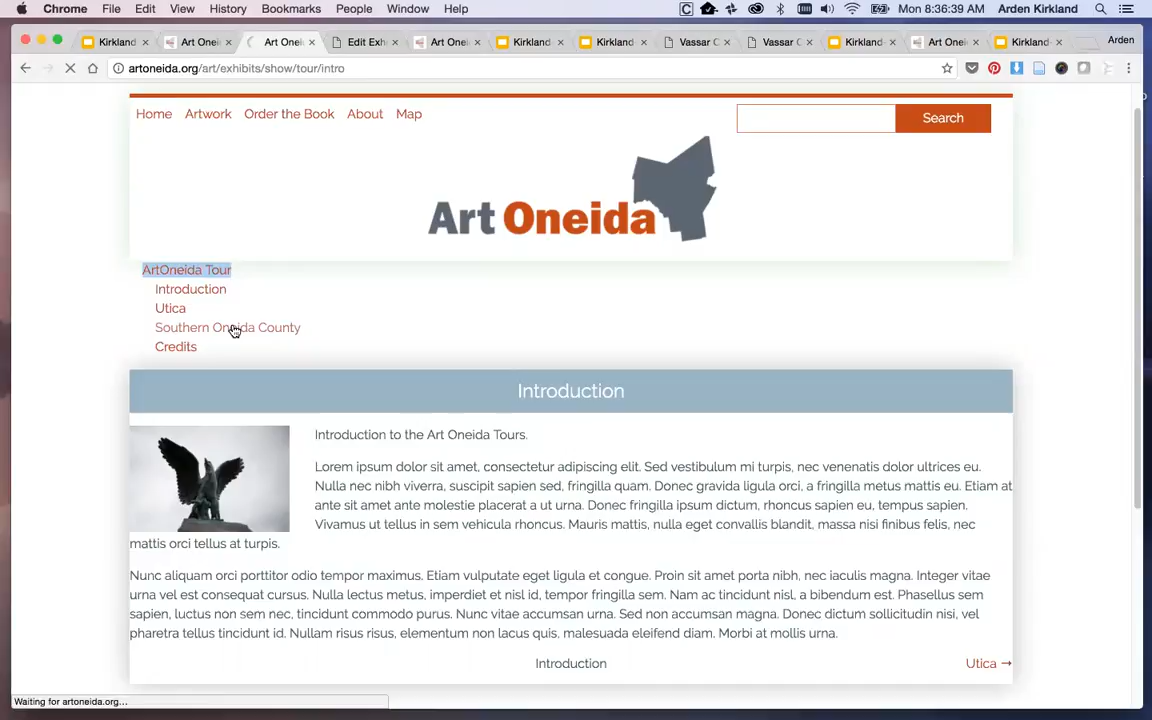 Chrome File Edit View History Bookmarks People Window Help Mon 8:36:39 AM Arden Kirkland
Kirkland Art Onei Art Onei Edit Exh Art Onei Kirkland Kirkland Vassar C Vassar C Kirkland- Art Onei Kirkland- Arden
artoneida.org/art/exhibits/show/tour/intro
Home Artwork Order the Book About Map Search
Art Oneida
ArtOneida Tour
Introduction
Utica
Southern Oneida County
Credits
Introduction
Introduction to the Art Oneida Tours.
Lorem ipsum dolor sit amet, consectetur adipiscing elit. Sed vestibulum mi turpis, nec venenatis dolor ultrices eu.
Nulla nec nibh viverra, suscipit sapien sed, fringilla quam. Donec gravida ligula orci, a fringilla metus mattis eu. Etiam at
ante sit amet ante molestie placerat a ut urna. Donec fringilla ipsum dictum, rhoncus sapien eu, tempus sapien.
Vivamus ut tellus in sem vehicula rhoncus. Mauris mattis, nulla eget convallis blandit, massa nisi finibus felis, nec
mattis orci tellus at turpis.
Nunc aliquam orci porttitor odio tempor maximus. Etiam vulputate eget ligula et congue. Proin sit amet porta nibh, nec iaculis magna. Integer vitae
urna vel est consequat cursus. Nulla lectus metus, imperdiet et nisl id, tempor fringilla sem. Nam ac tincidunt nisl, a bibendum est. Phasellus sem
sapien, luctus non sem nec, tincidunt commodo purus. Nunc vitae accumsan urna. Sed non accumsan magna. Donec dictum sollicitudin nisi, vel
pharetra tellus tincidunt id. Nullam risus risus, elementum non lacus quis, malesuada eleifend diam. Morbi at mollis urna.
Introduction Utica →
Waiting for artoneida.org...